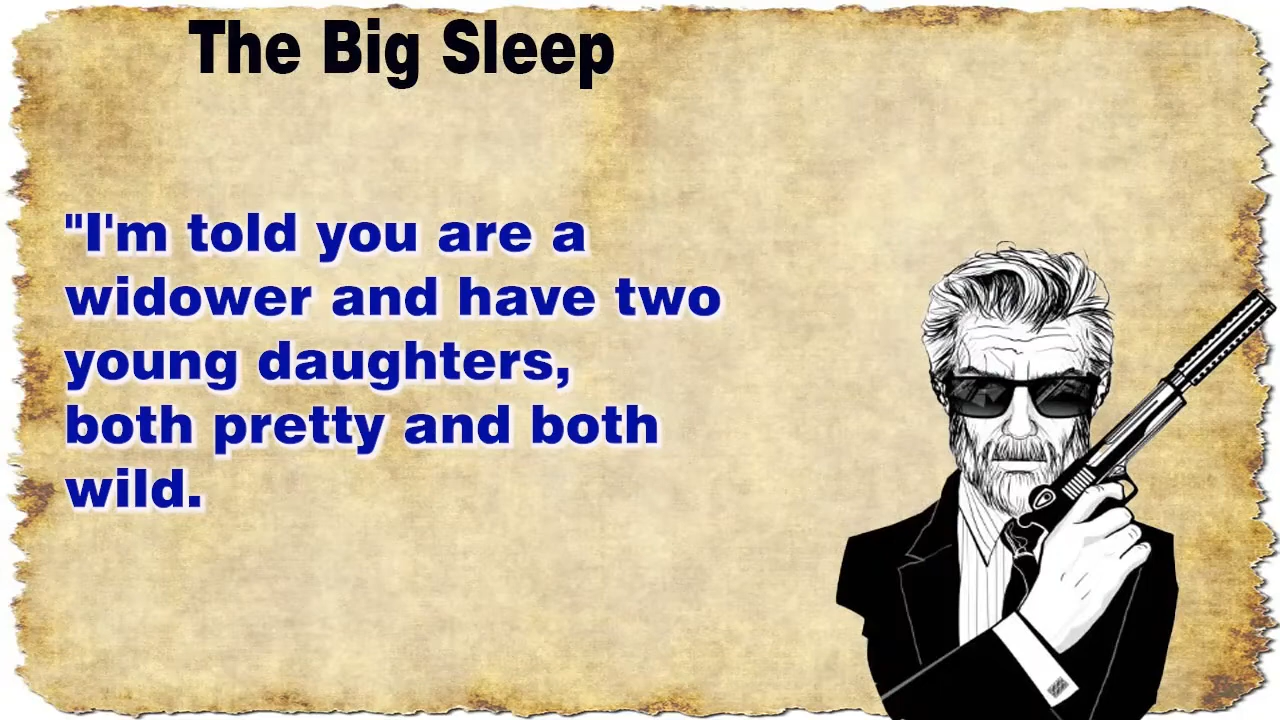 The Big Sleep
"I'm told you are a
widower and have two
young daughters,
both pretty and both
wild.